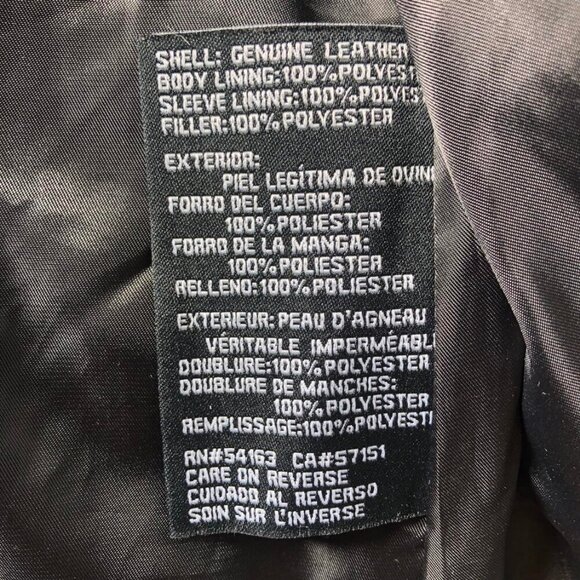 SHELL: GENUINE LEATHER
BODY LINING:100%POLYEST
SLEEVE LINING:100%POLYES
FILLER:100%POLYESTER
EXTERIOR:
PIEL LEGÍTIMA DE OVIN
FORRO DEL CUERPO:
100%POLIESTER
FORRO DE LA MANGA:
100%POLIESTER
RELLENO:100%POLIESTER
EXTERIEUR:PEAU D'AGNEAU
VÉRITABLE IMPERMÉABL
DOUBLURE:100%POLYESTER
DOUBLURE DE MANCHES:
100%POLYESTER
REMPLISSAGE:100%POLYEST
RN#54163 CA#57151
CARE ON REVERSE
CUIDADO AL REVERSO
SOIN SUR L'INVERSE